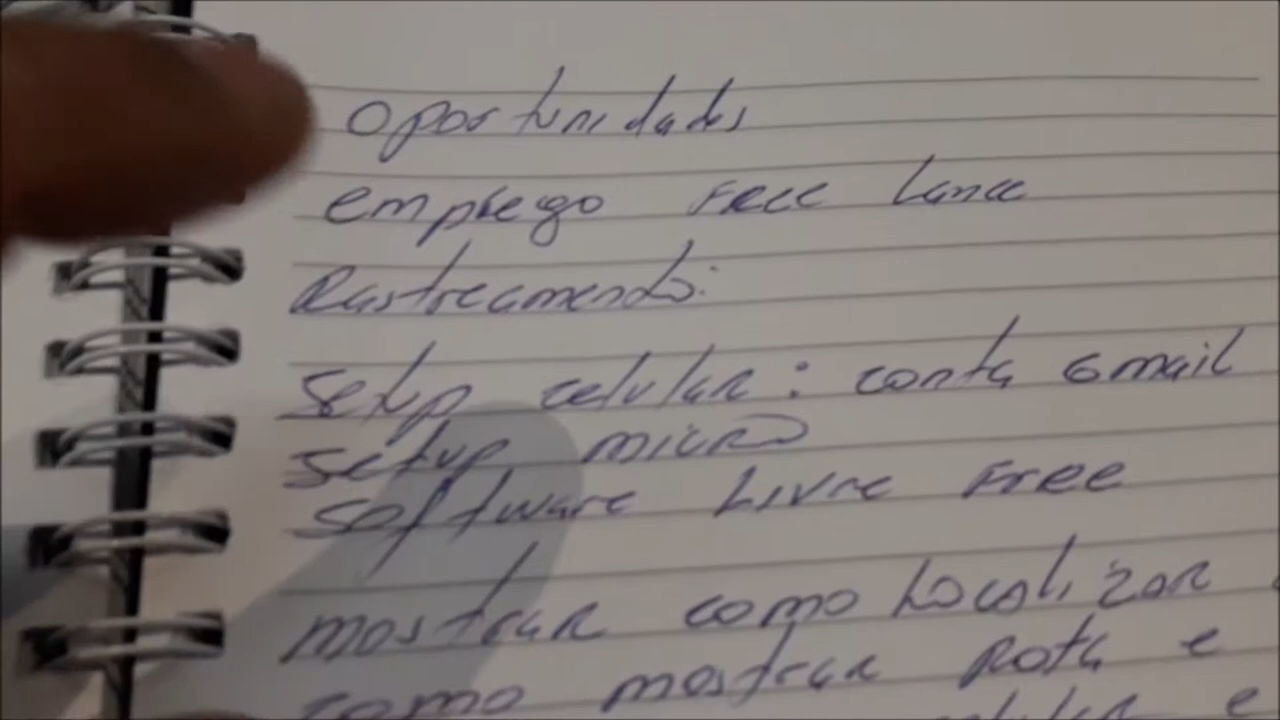 oportunidades
emprego Free Lance
Rastreamento:
Setup celular: conta Gmail
Setup micro
Software Livre Free
mostrar como Localizar
como mostrar Rota e
celular e